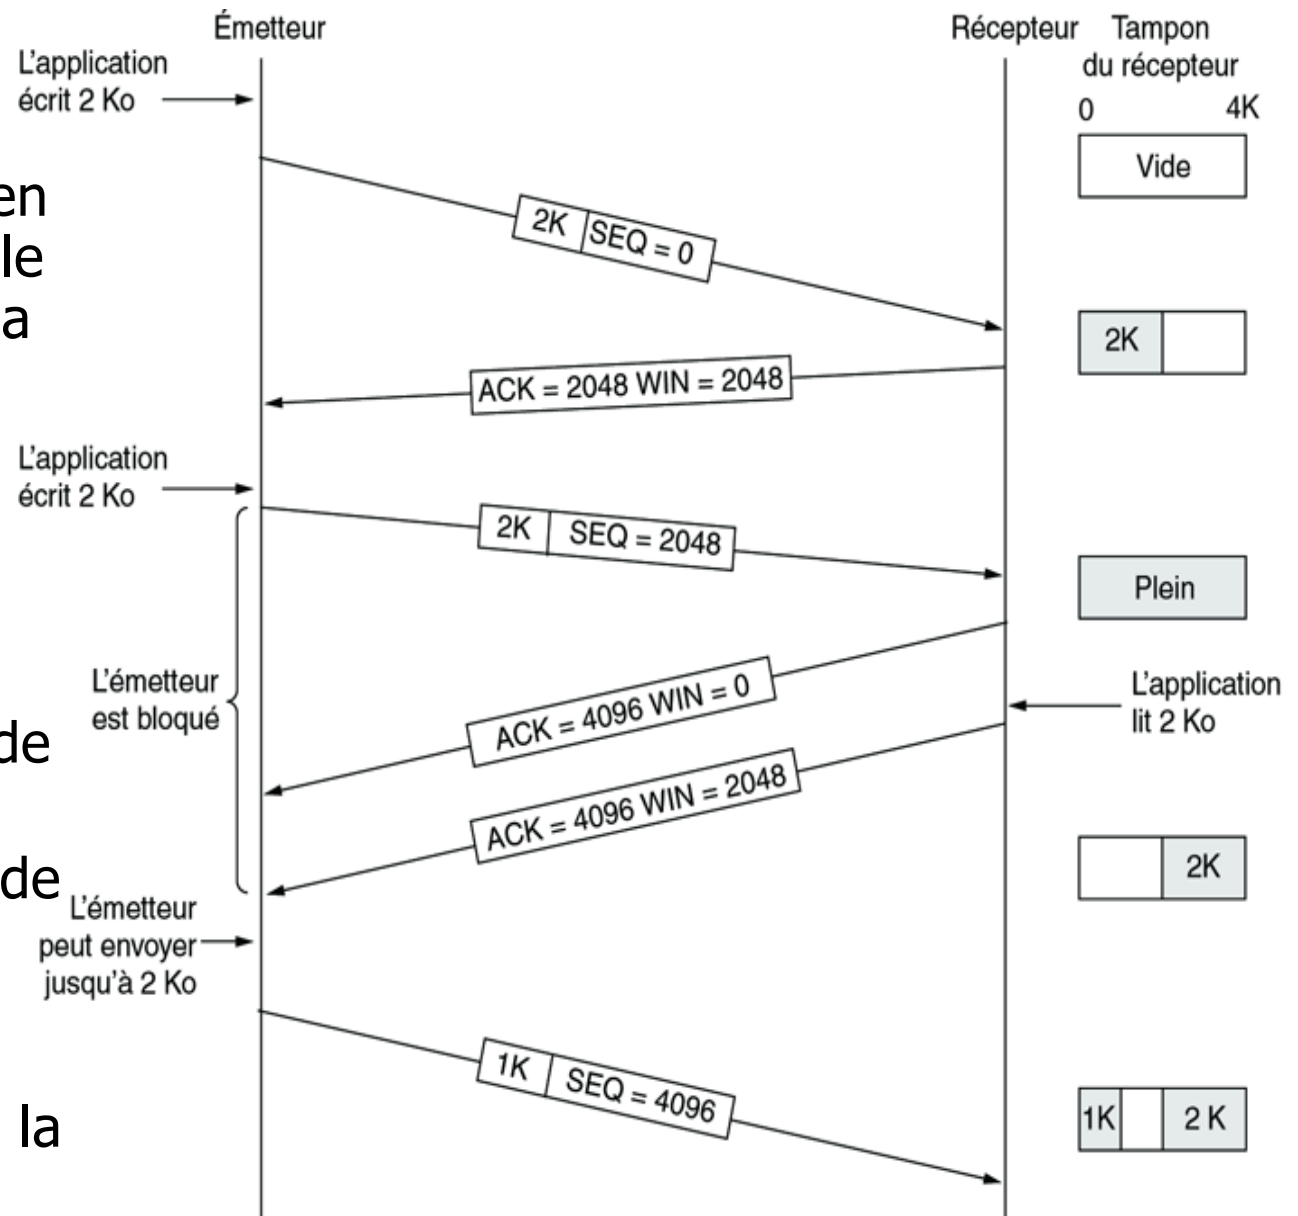 Émetteur
Récepteur
Tampon
du récepteur
0
4K
L'application
écrit 2 Ko
Vide
en
le
a
2K SEQ = 0
2K
ACK = 2048 WIN = 2048
L'application
écrit 2 Ko
2K SEQ = 2048
Plein
L'émetteur
est bloqué
ACK = 4096 WIN = 0
L'application
lit 2 Ko
de
ACK = 4096 WIN = 2048
2K
de
L'émetteur
peut envoyer
jusqu'à 2 Ko
1K SEQ = 4096
1K 2 K
la